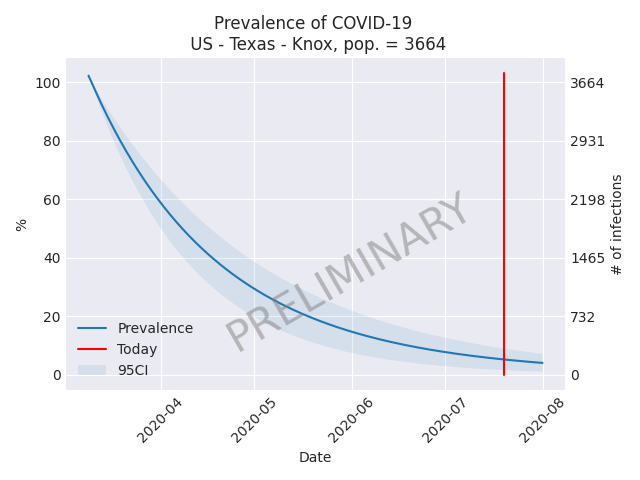 Prevalence of COVID-19
US - Texas - Knox, pop. = 3664
100
80
60
40
20
0
%
3664
2931
2198
1465
732
0
# of infections
PRELIMINARY
Prevalence
Today
95CI
2020-04
2020-05
2020-06
2020-07
2020-08
Date